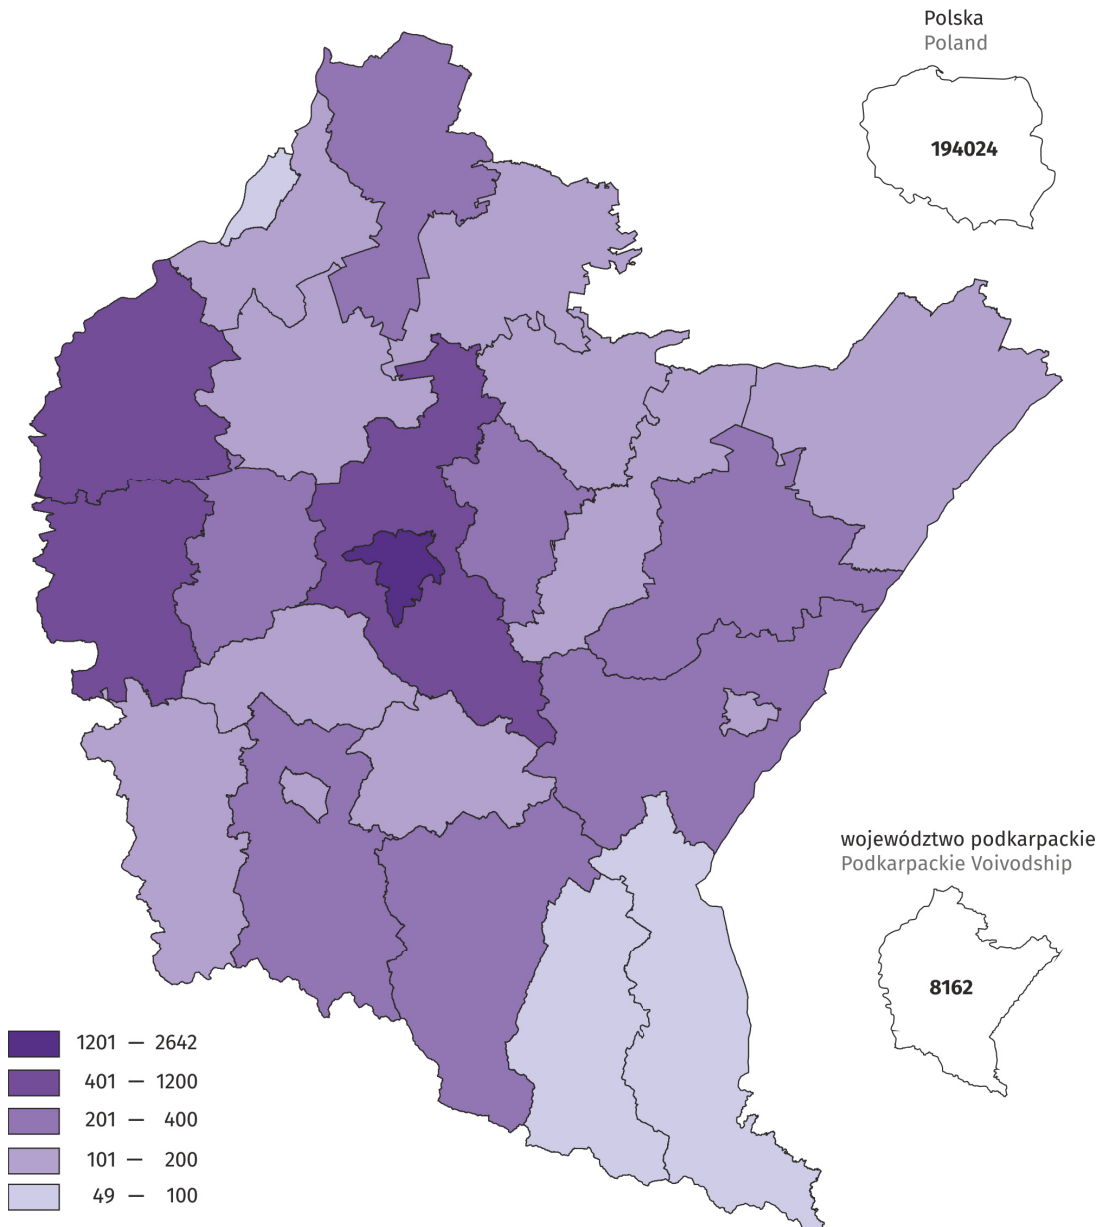 Polska
Poland
194024
województwo podkarpackie
Podkarpackie Voivodship
8162
1201 — 2642
401 — 1200
201 — 400
101 — 200
49 — 100